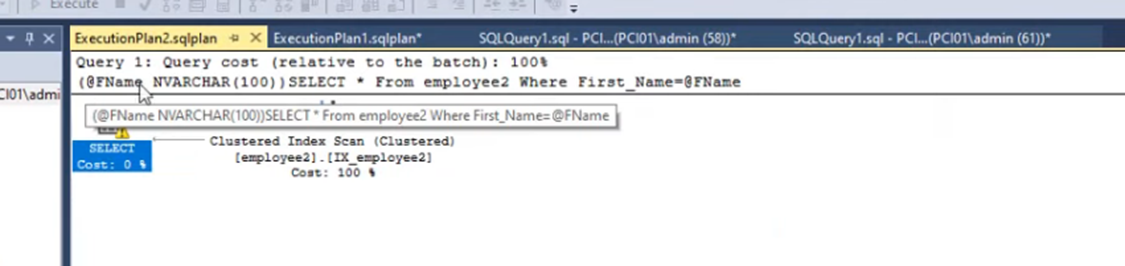 Execute
ExecutionPlan2.sqlplan ExecutionPlan1.sqlplan* SQLQuery1.sql - PCI...(PCI01\admin (58))* SQLQuery1.sql - PCI...(PCI01\admin (61))*
Query 1: Query cost (relative to the batch): 100%
(@FName NVARCHAR(100))SELECT * From employee2 Where First_Name=@FName
CI01\admi
(@FName NVARCHAR(100))SELECT * From employee2 Where First_Name=@FName
SELECT
Cost: 0 %
Clustered Index Scan (Clustered)
[employee2].[IX_employee2]
Cost: 100 %